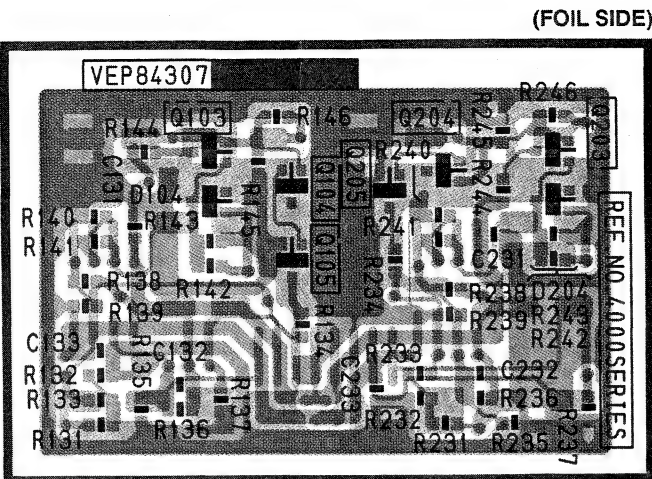 (FOIL SIDE)
VEP84307
R144
Q103
R146
Q204
R245
R246
Q203
C131
D104
R143
R145
Q104
Q205
R240
R244
R140
R141
R241
Q105
REF NO. 4000SERIES
R138
R142
R139
R234
C231
R238
R239
D204
R243
R242
C133
R135
C132
R134
R233
C232
R132
R133
R137
C233
R236
R131
R136
R232
R231
R235
R237